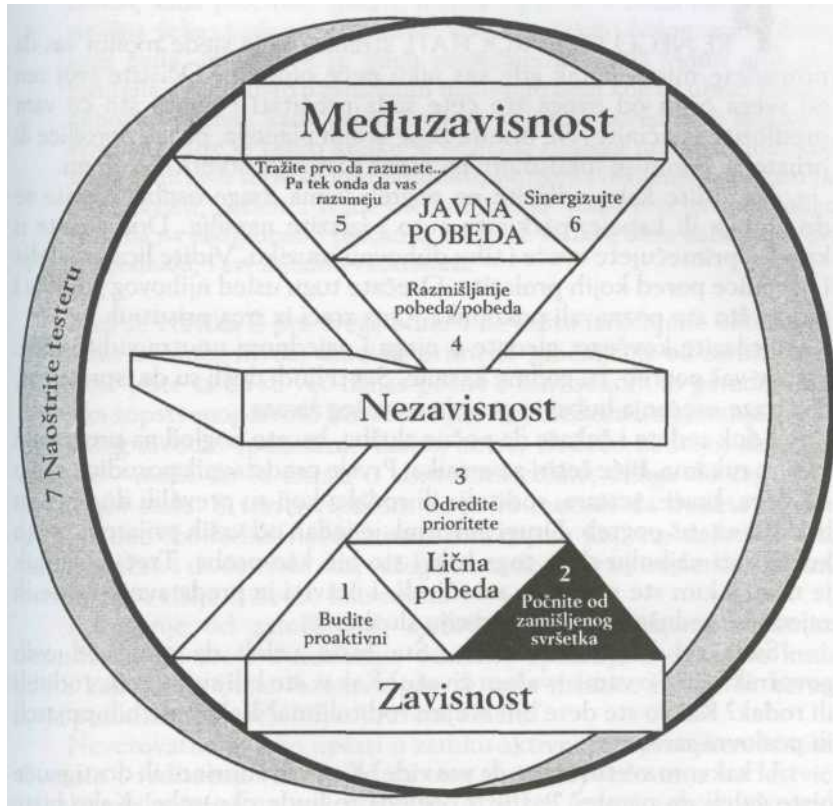 Međuzavisnost
Tražite prvo da razumete...
Pa tek onda da vas
razumeju
5
JAVNA
POBEDA
Sinergizujte
6
Razmišljanje
pobeda/pobeda
4
Nezavisnost
3
Odredite
prioritete
Lična
pobeda
1
Budite
proaktivni
2
Počnite od
zamišljenog
svršetka
Zavisnost
7 Naoštrite testeru